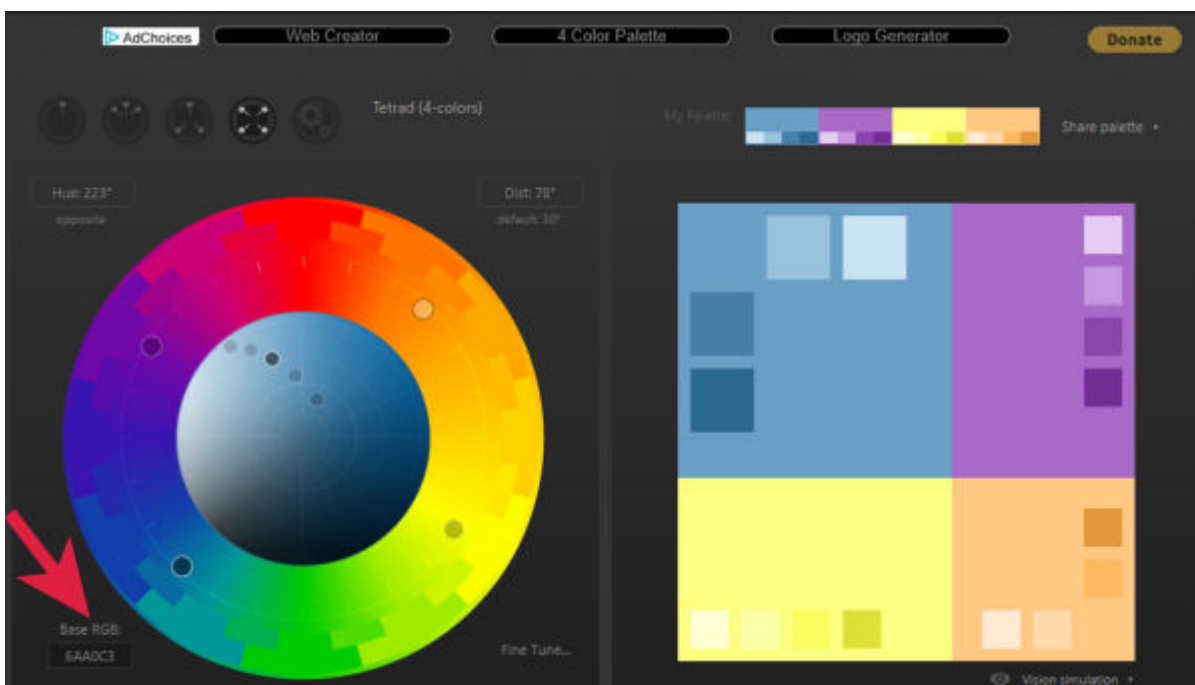 AdChoices
Web Creator
4 Color Palette
Logo Generator
Donate
Tetrad (4-colors)
My Palette:
Share palette
Hue: 223°
opposite
Dist: 78°
default: 30°
Base RGB:
6AA0C3
Fine Tune...
Vision simulation